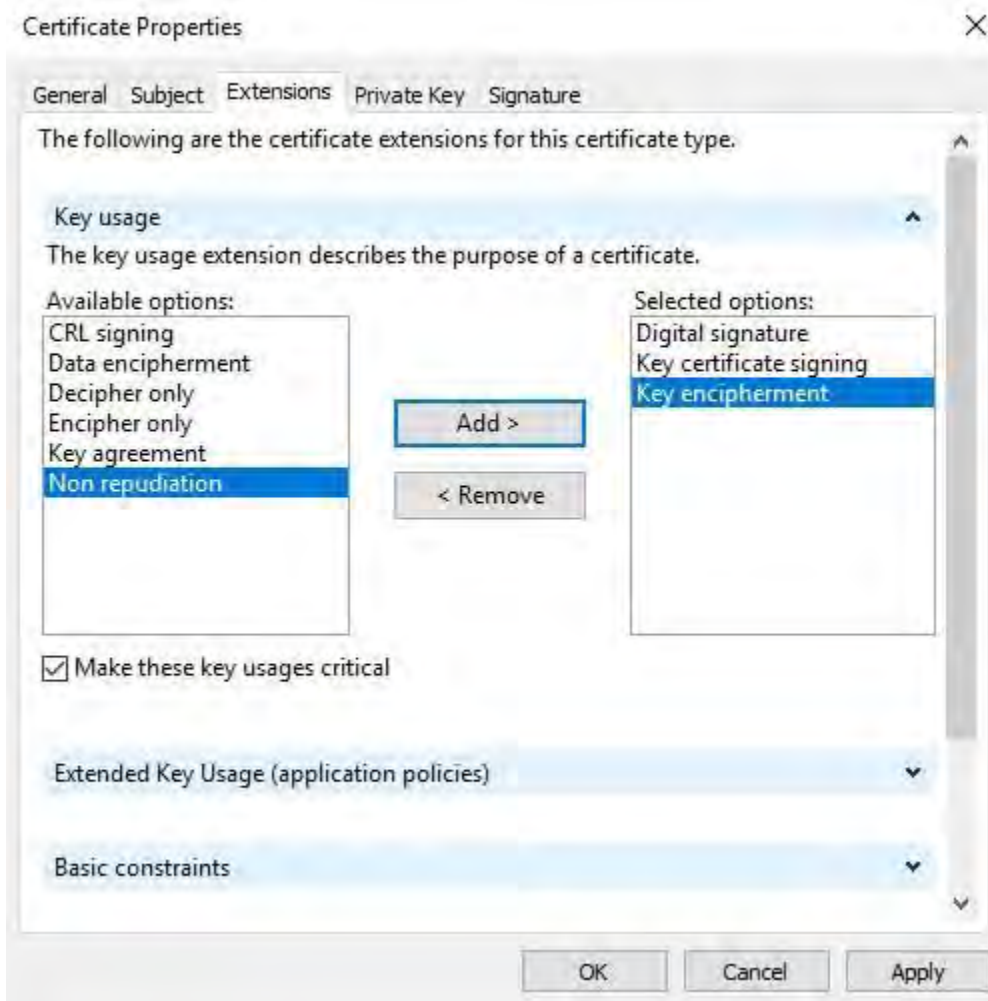 Certificate Properties
General Subject Extensions Private Key Signature
The following are the certificate extensions for this certificate type.
Key usage
The key usage extension describes the purpose of a certificate.
Available options:
CRL signing
Data encipherment
Decipher only
Encipher only
Key agreement
Non repudiation
Add >
< Remove
Selected options:
Digital signature
Key certificate signing
Key encipherment
Make these key usages critical
Extended Key Usage (application policies)
Basic constraints
OK Cancel Apply